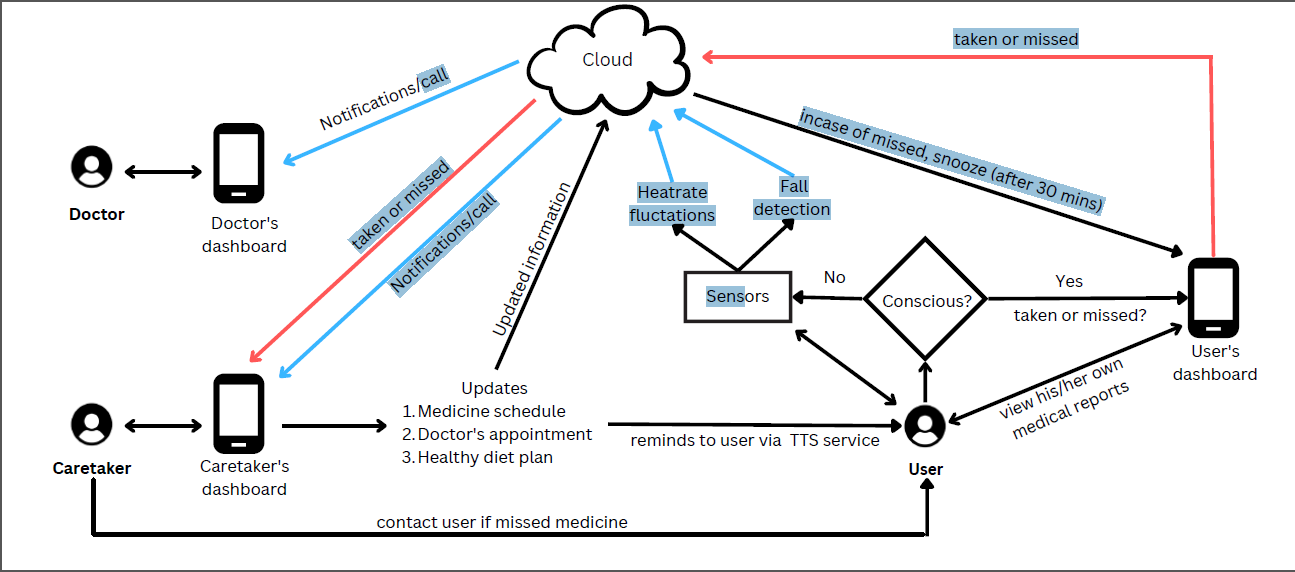 taken or missed
Cloud
Notifications/call
incase of missed, snooze (after 30 mins)
taken or missed
Notifications/call
Updated information
Heatrate
fluctations
Fall
detection
Doctor
Doctor's
dashboard
Sensors
No
Conscious?
Yes
taken or missed?
User's
dashboard
view his/her own
medical reports
Updates
1. Medicine schedule
2. Doctor's appointment
3. Healthy diet plan
reminds to user via TTS service
Caretaker
Caretaker's
dashboard
User
contact user if missed medicine